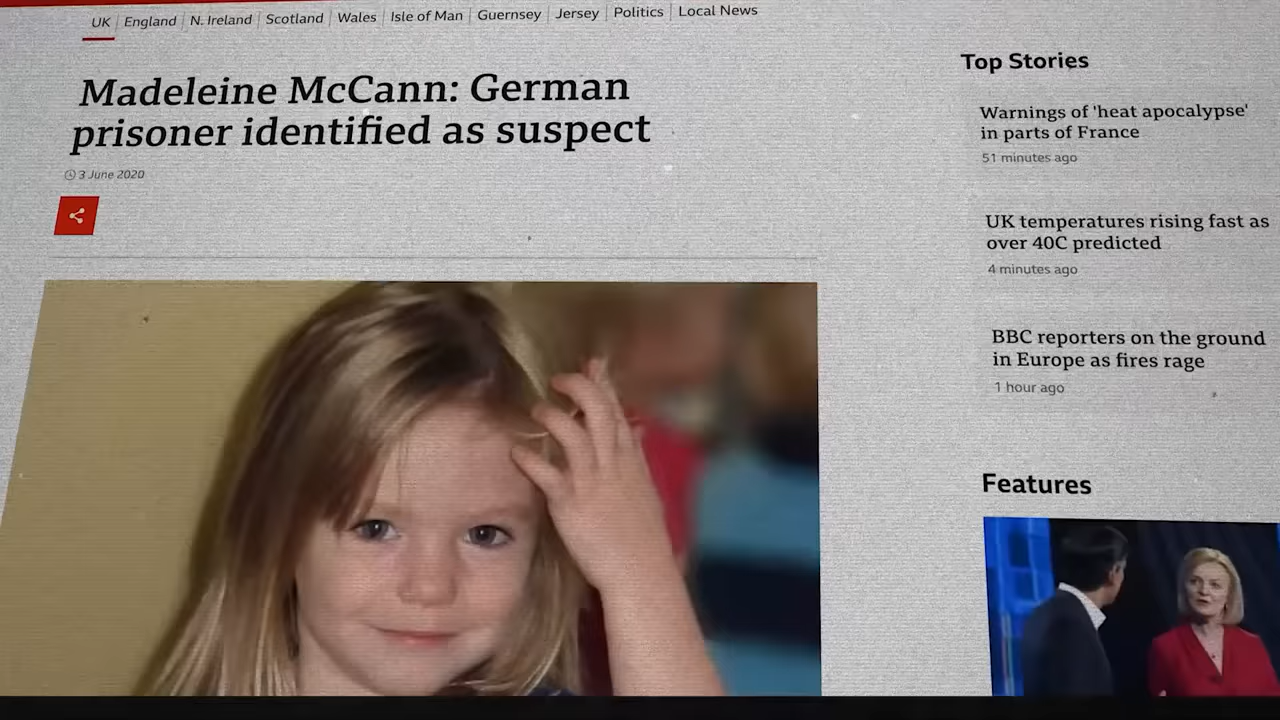 UK England N. Ireland Scotland Wales Isle of Man Guernsey Jersey Politics Local News
Madeleine McCann: German
prisoner identified as suspect
3 June 2020
Top Stories
Warnings of 'heat apocalypse'
in parts of France
51 minutes ago
UK temperatures rising fast as
over 40C predicted
4 minutes ago
BBC reporters on the ground
in Europe as fires rage
1 hour ago
Features